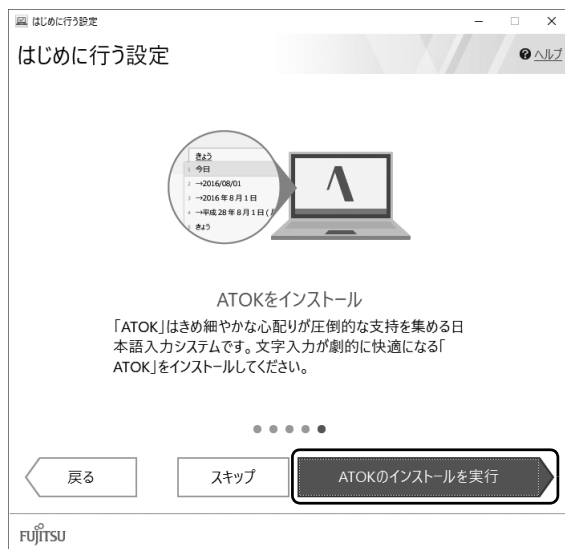 はじめに行う設定
はじめに行う設定
ヘルプ
きょう
1 今日
2 →2016/08/01
3 →2016年8月1日
4 →平成28年8月1日(
5 きょう
ATOKをインストール
「ATOK」はきめ細やかな心配りが圧倒的な支持を集める日
本語入力システムです。文字入力が劇的に快適になる「
ATOK」をインストールしてください。
戻る
スキップ
ATOKのインストールを実行
FUJITSU